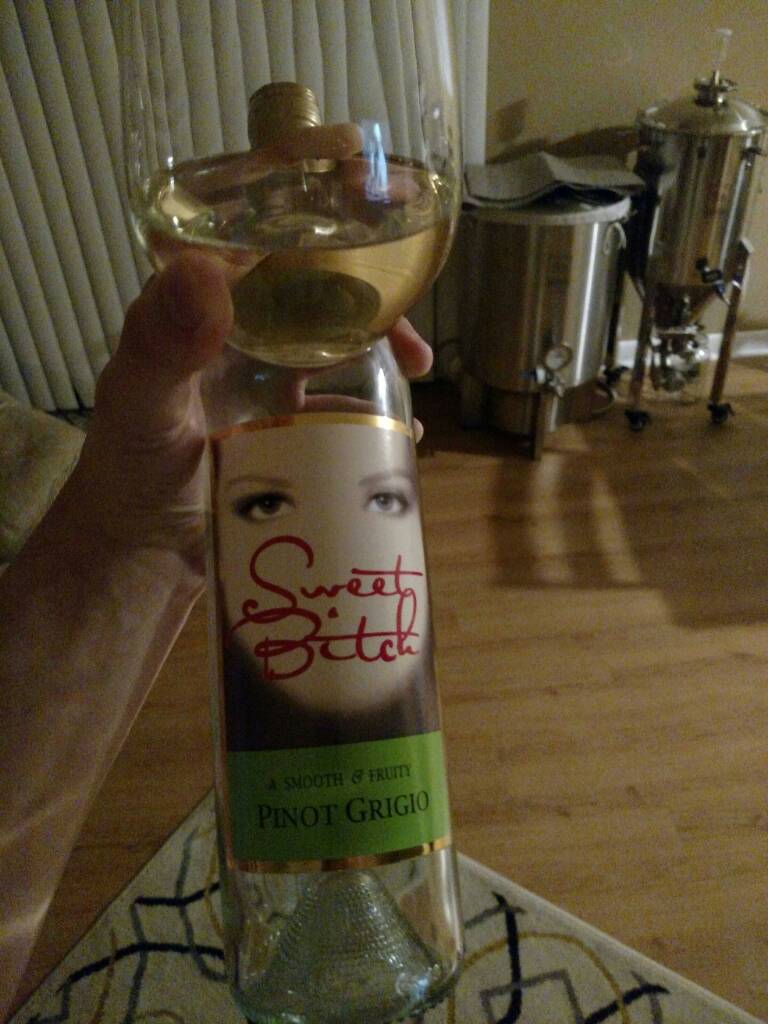 Sweet
Bitch
A SMOOTH & FRUITY
PINOT GRIGIO